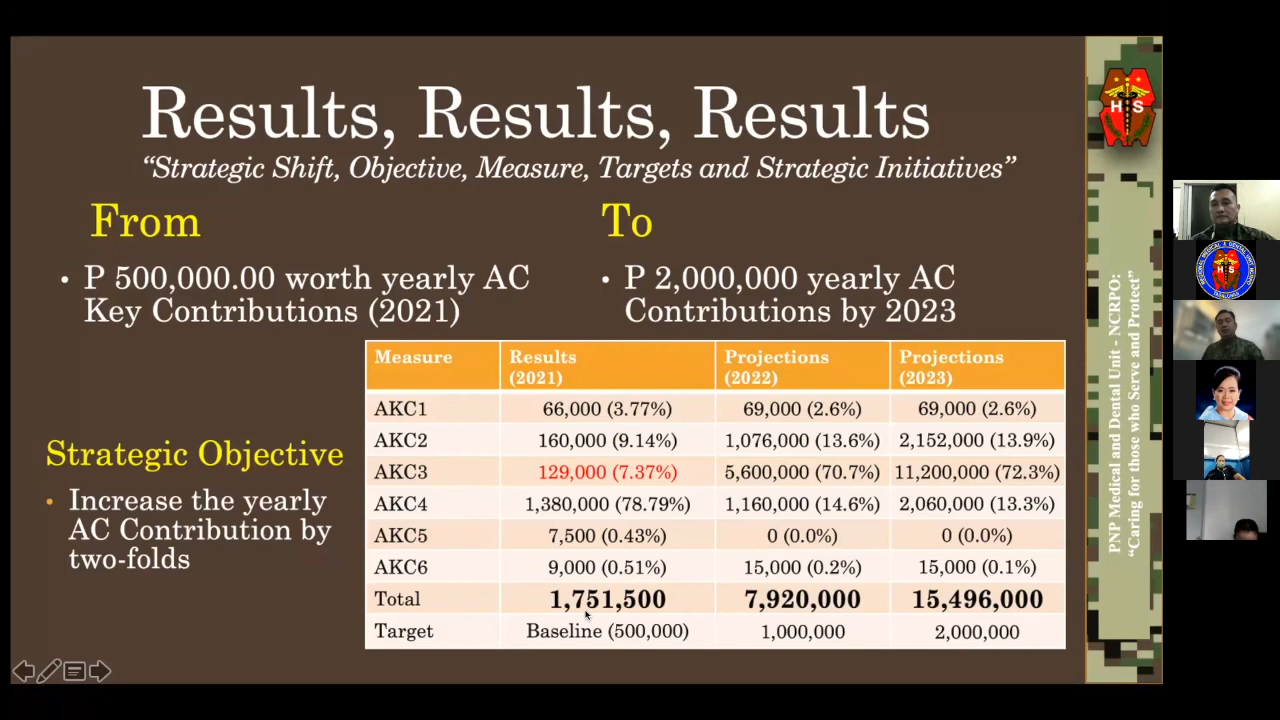 Results, Results, Results
“Strategic Shift, Objective, Measure, Targets and Strategic Initiatives”
From
• P 500,000.00 worth yearly AC
Key Contributions (2021)
To
• P 2,000,000 yearly AC
Contributions by 2023
Strategic Objective
• Increase the yearly
AC Contribution by
two-folds
Measure Results (2021) Projections (2022) Projections (2023)
AKC1 66,000 (3.77%) 69,000 (2.6%) 69,000 (2.6%)
AKC2 160,000 (9.14%) 1,076,000 (13.6%) 2,152,000 (13.9%)
AKC3 129,000 (7.37%) 5,600,000 (70.7%) 11,200,000 (72.3%)
AKC4 1,380,000 (78.79%) 1,160,000 (14.6%) 2,060,000 (13.3%)
AKC5 7,500 (0.43%) 0 (0.0%) 0 (0.0%)
AKC6 9,000 (0.51%) 15,000 (0.2%) 15,000 (0.1%)
Total 1,751,500 7,920,000 15,496,000
Target Baseline (500,000) 1,000,000 2,000,000
H S
PNP Medical and Dental Unit - NCRPO:
“Caring for those who Serve and Protect”